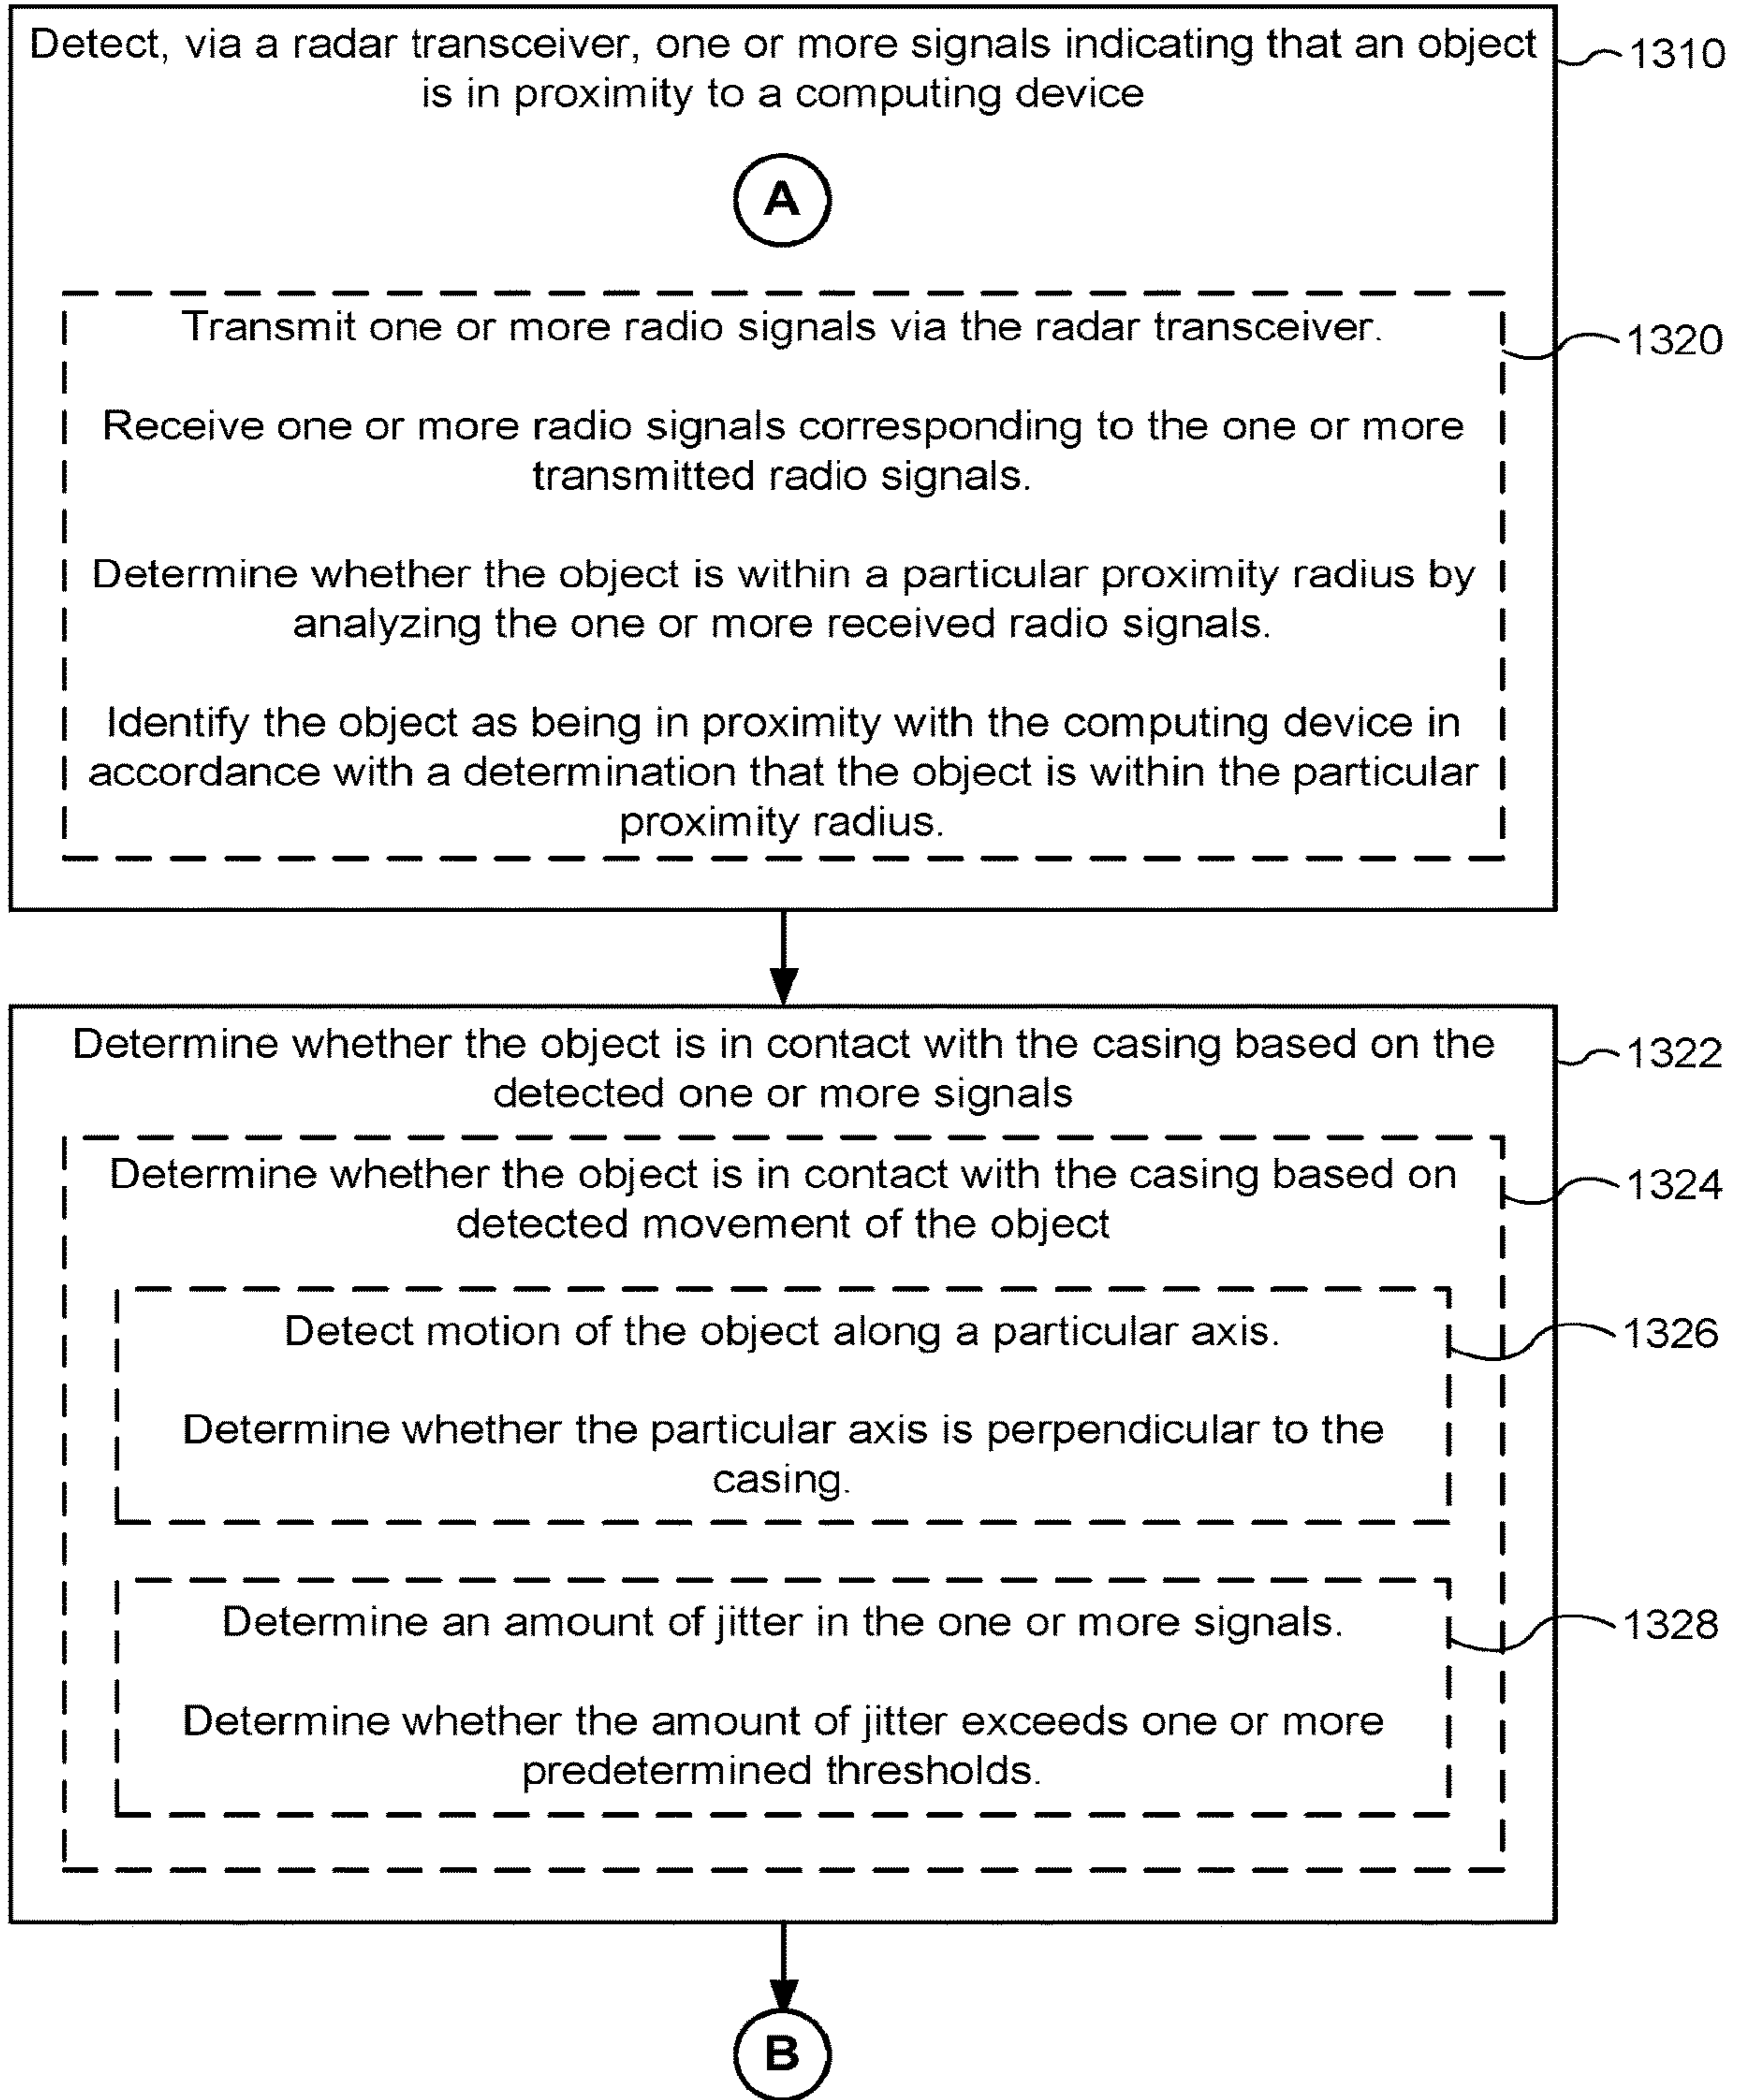 Detect, via a radar transceiver, one or more signals indicating that an object
is in proximity to a computing device
1310
A
Transmit one or more radio signals via the radar transceiver.
1320
Receive one or more radio signals corresponding to the one or more
transmitted radio signals.
Determine whether the object is within a particular proximity radius by
analyzing the one or more received radio signals.
Identify the object as being in proximity with the computing device in
accordance with a determination that the object is within the particular
proximity radius.
Determine whether the object is in contact with the casing based on the
detected one or more signals
1322
Determine whether the object is in contact with the casing based on
detected movement of the object
1324
Detect motion of the object along a particular axis.
1326
Determine whether the particular axis is perpendicular to the
casing.
Determine an amount of jitter in the one or more signals.
1328
Determine whether the amount of jitter exceeds one or more
predetermined thresholds.
B